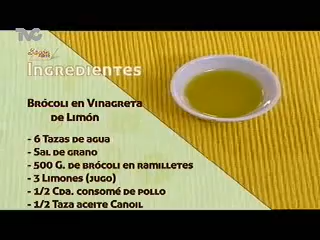 TVC
Ingredientes
Brócoli en Vinagreta
de Limón
- 6 Tazas de agua
- Sal de grano
- 500 G. de brócoli en ramilletes
- 3 Limones (jugo)
- 1/2 Cda. consomé de pollo
- 1/2 Taza aceite Canoil